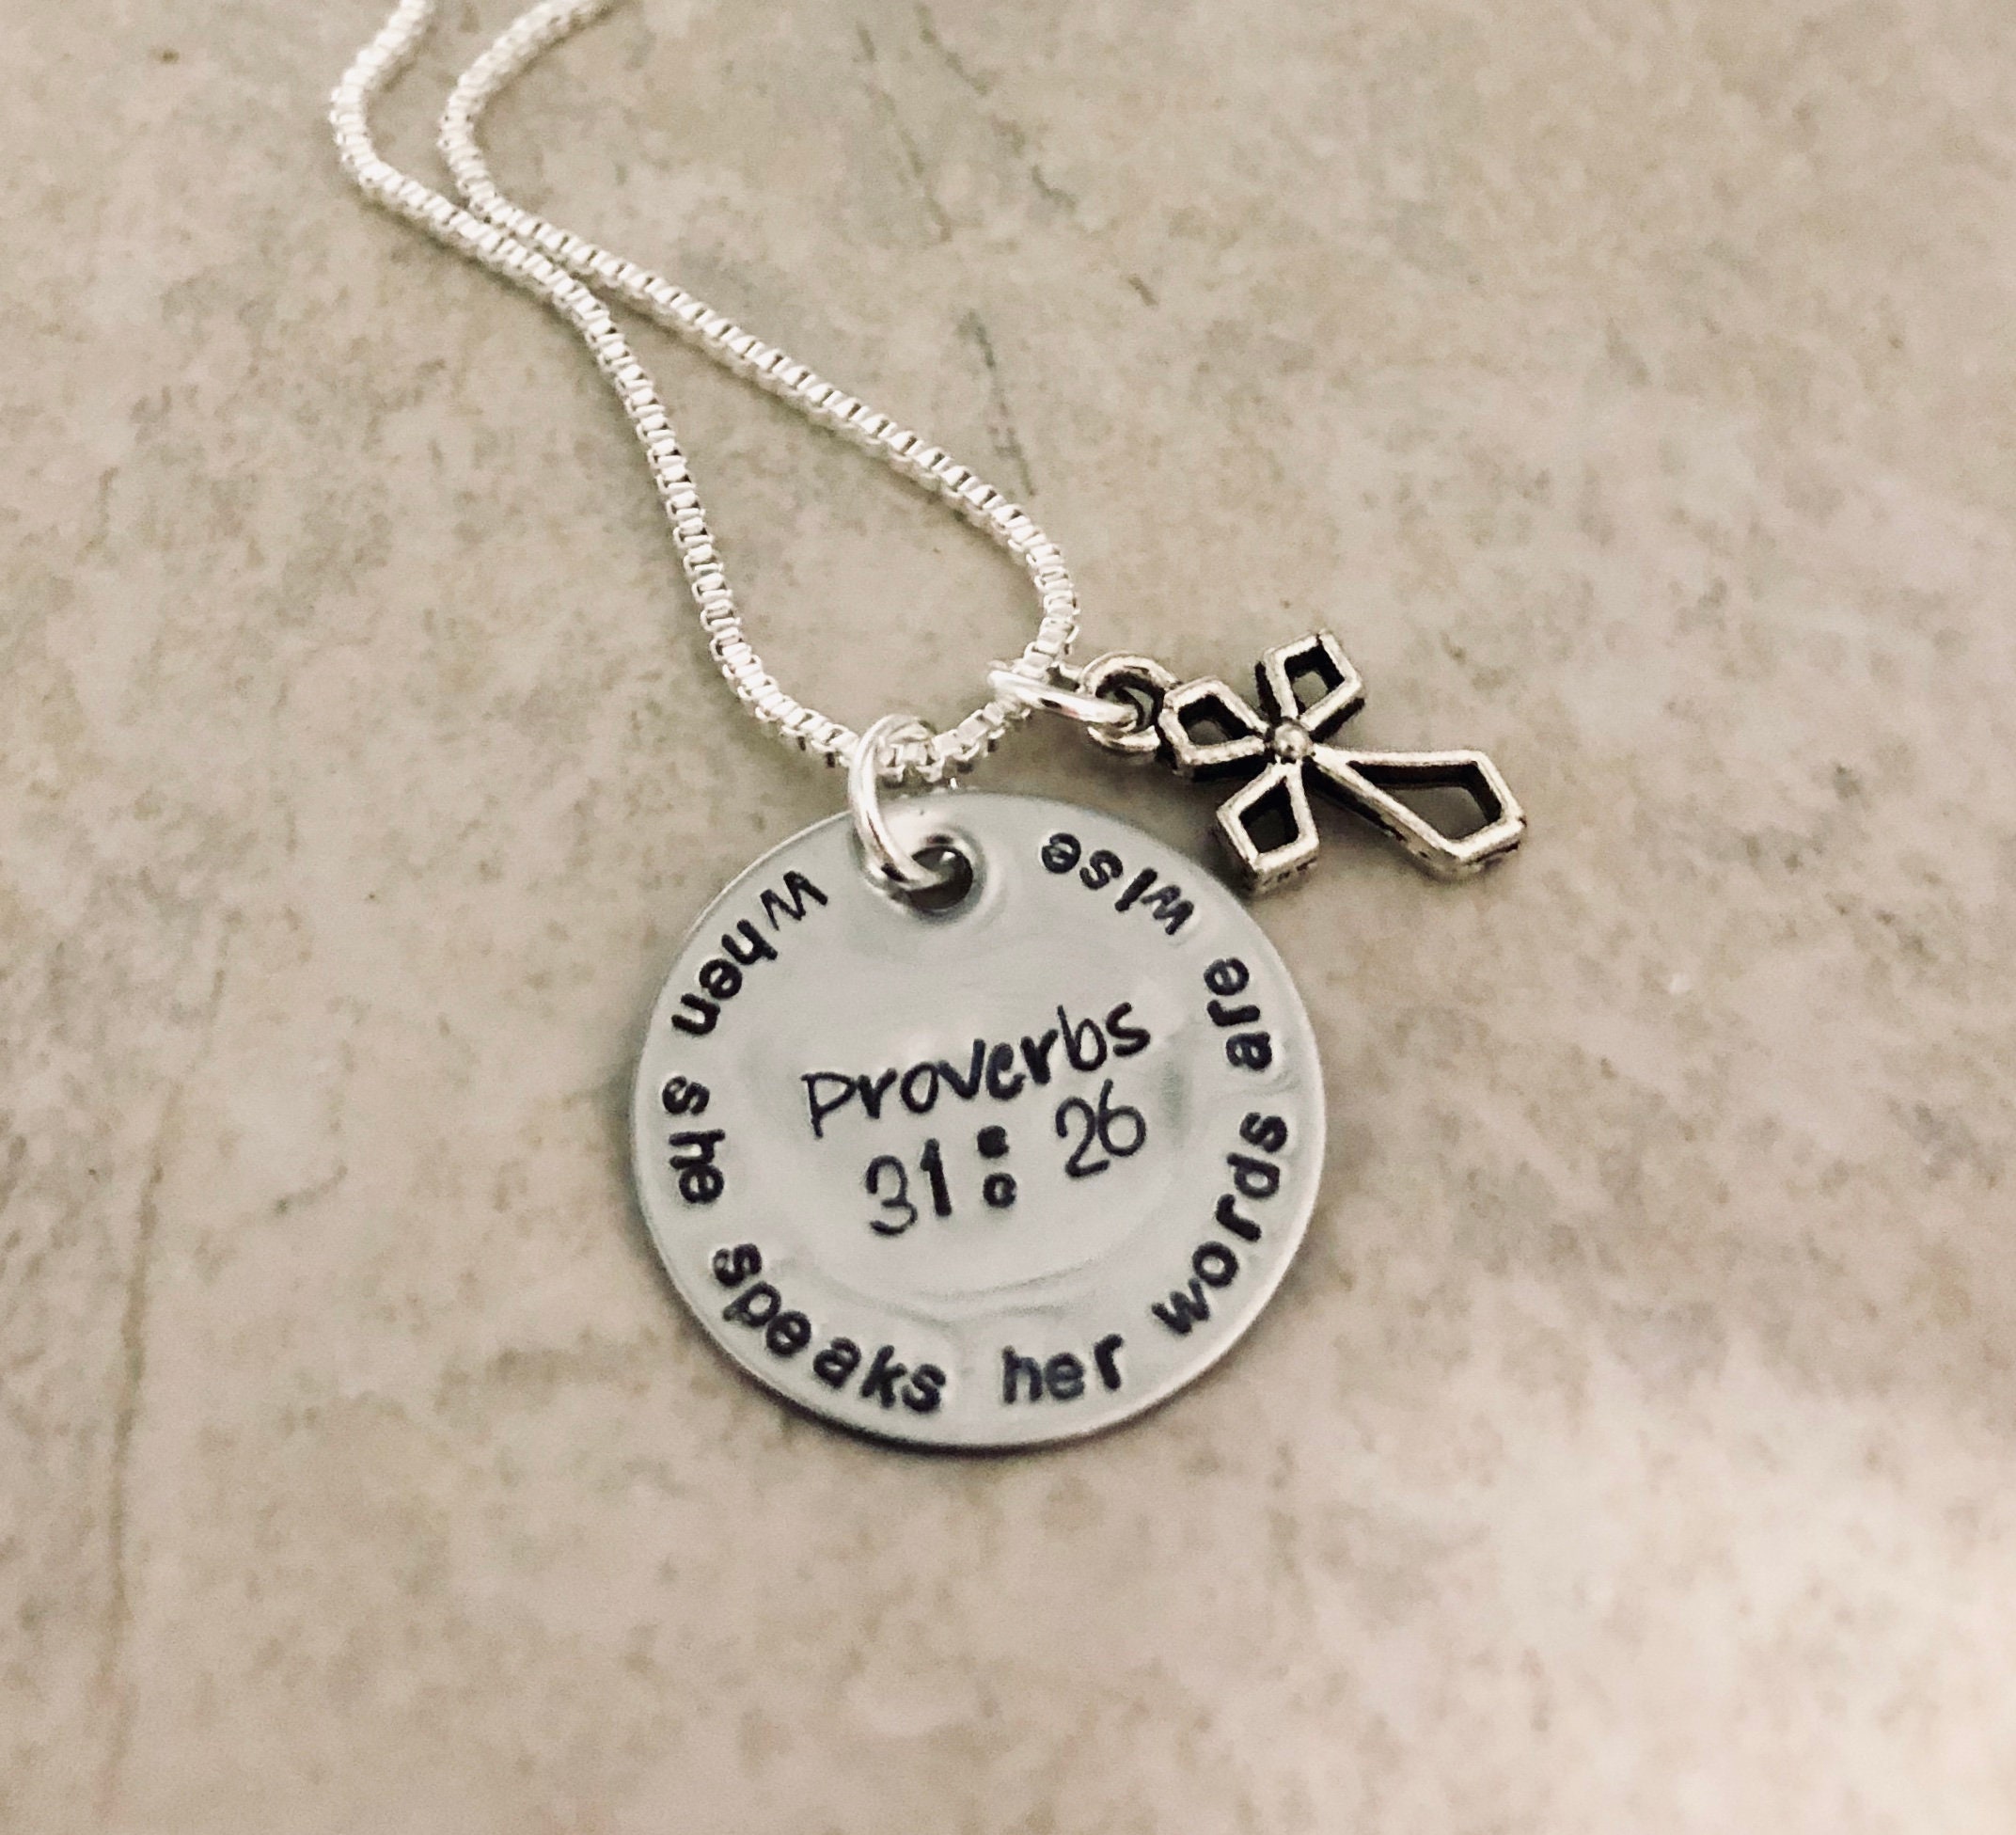 when she speaks her words are wise
Proverbs
31:26